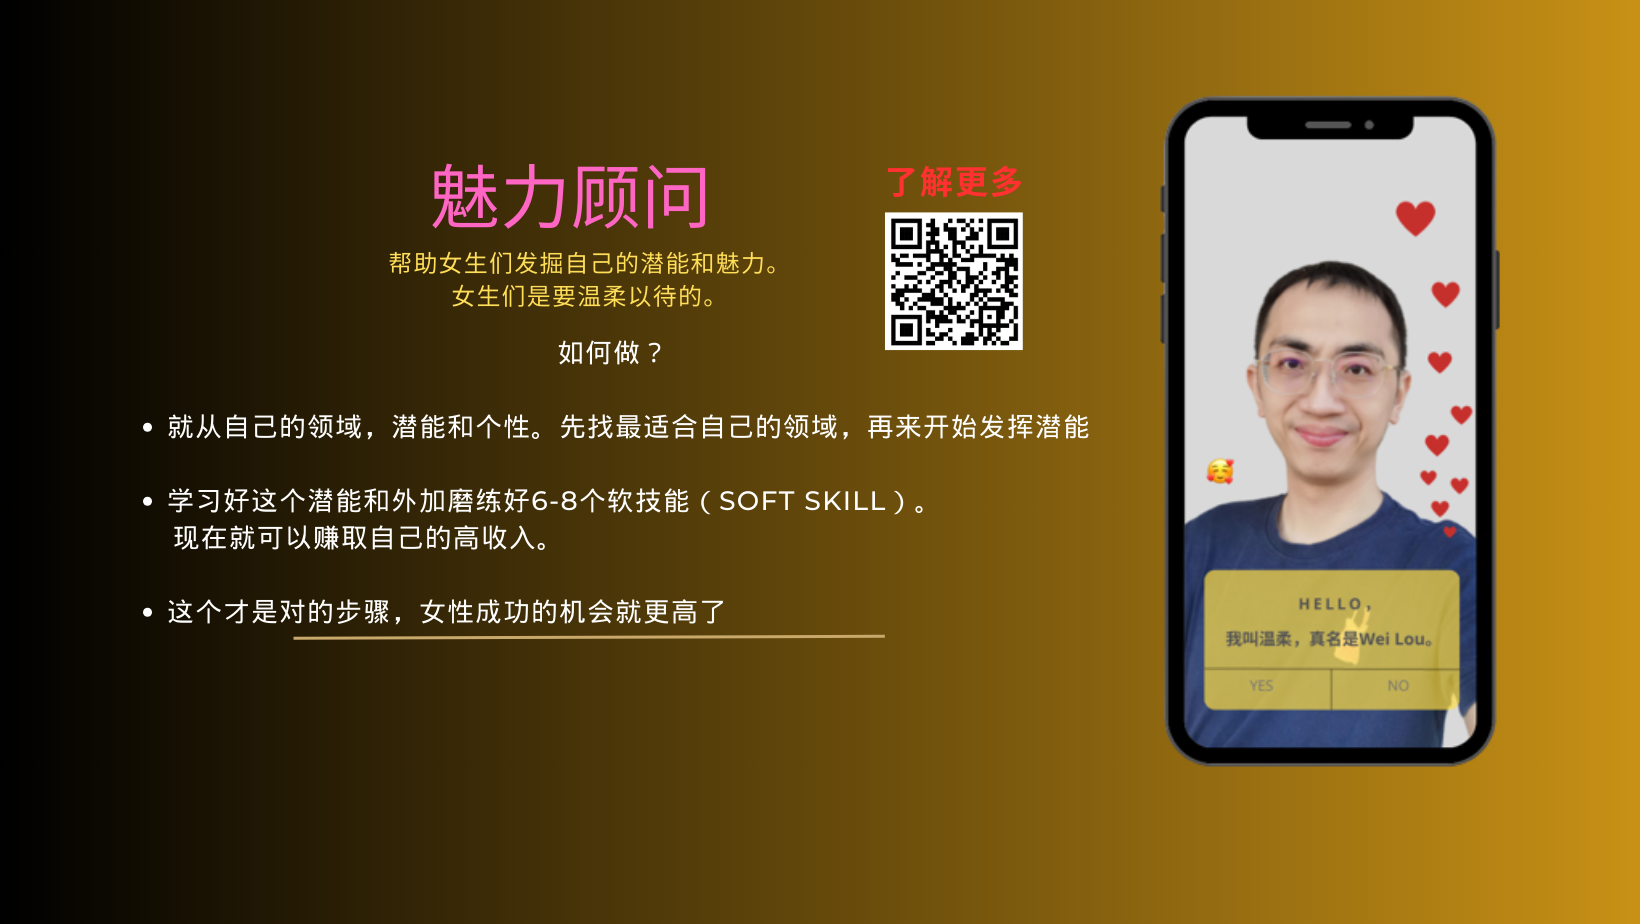 魅力顾问
帮助女生们发掘自己的潜能和魅力。
女生们是要温柔以待的。
了解更多
如何做？
就从自己的领域，潜能和个性。先找最适合自己的领域，再来开始发挥潜能
学习好这个潜能和外加磨练好6-8个软技能（SOFT SKILL）。
现在就可以赚取自己的高收入。
这个才是对的步骤，女性成功的机会就更高了
HELLO，
我叫温柔，真名是Wei Lou。
YES NO